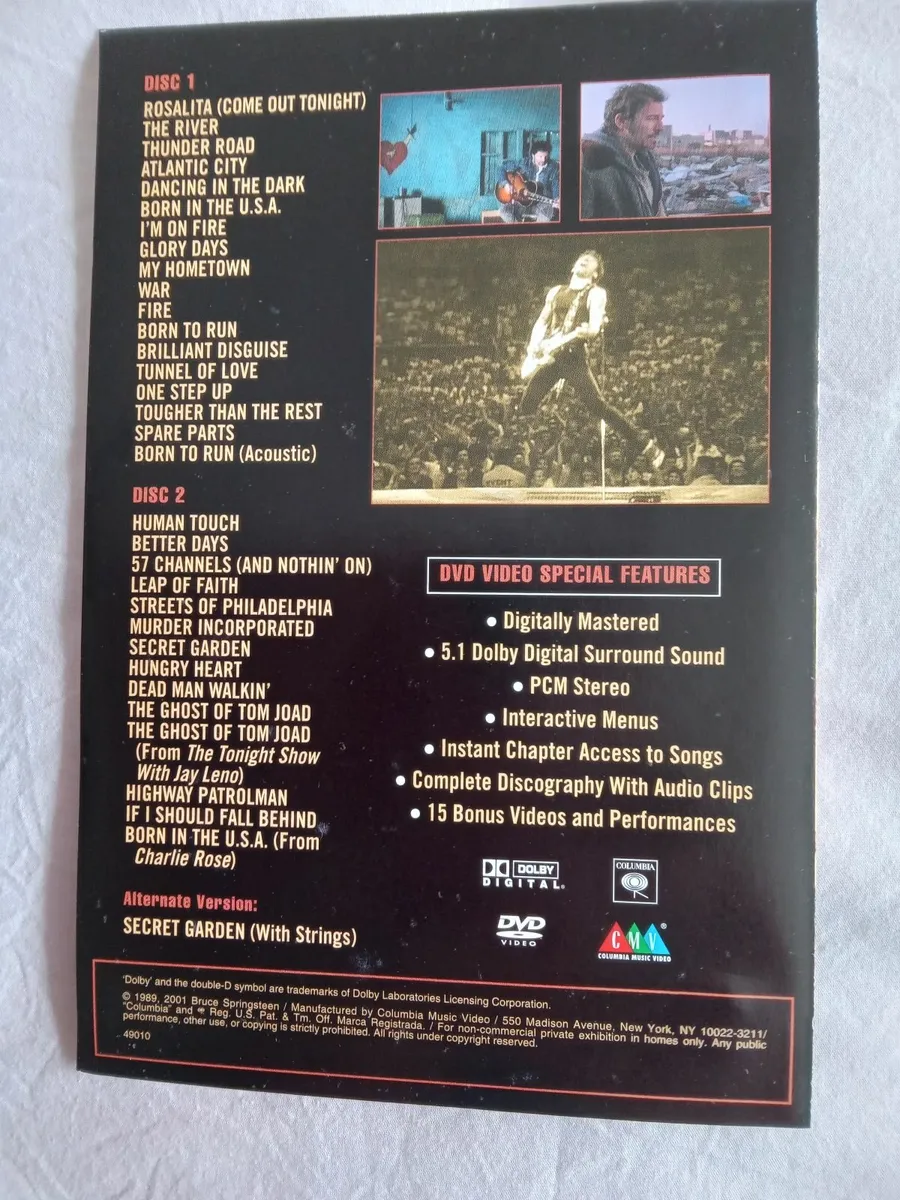 DISC 1
ROSALITA (COME OUT TONIGHT)
THE RIVER
THUNDER ROAD
ATLANTIC CITY
DANCING IN THE DARK
BORN IN THE U.S.A.
I'M ON FIRE
GLORY DAYS
MY HOMETOWN
WAR
FIRE
BORN TO RUN
BRILLIANT DISGUISE
TUNNEL OF LOVE
ONE STEP UP
TOUGHER THAN THE REST
SPARE PARTS
BORN TO RUN (Acoustic)
DISC 2
HUMAN TOUCH
BETTER DAYS
57 CHANNELS (AND NOTHIN' ON)
LEAP OF FAITH
STREETS OF PHILADELPHIA
MURDER INCORPORATED
SECRET GARDEN
HUNGRY HEART
DEAD MAN WALKIN'
THE GHOST OF TOM JOAD
THE GHOST OF TOM JOAD
(From The Tonight Show
With Jay Leno)
HIGHWAY PATROLMAN
IF I SHOULD FALL BEHIND
BORN IN THE U.S.A. (From
Charlie Rose)
Alternate Version:
SECRET GARDEN (With Strings)
DVD VIDEO SPECIAL FEATURES
• Digitally Mastered
• 5.1 Dolby Digital Surround Sound
• PCM Stereo
• Interactive Menus
• Instant Chapter Access to Songs
• Complete Discography With Audio Clips
• 15 Bonus Videos and Performances
DOLBY
DIGITAL
COLUMBIA
DVD
VIDEO
CMV®
COLUMBIA MUSIC VIDEO
'Dolby' and the double-D symbol are trademarks of Dolby Laboratories Licensing Corporation.
© 1989, 2001 Bruce Springsteen / Manufactured by Columbia Music Video / 550 Madison Avenue, New York, NY 10022-3211/
"Columbia" and Reg. U.S. Pat. & Tm. Off. Marca Registrada. / For non-commercial private exhibition in homes only. Any public
performance, other use, or copying is strictly prohibited. All rights under copyright reserved.
49010